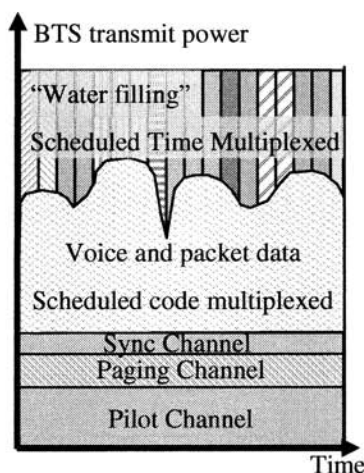 BTS transmit power
“Water filling”
Scheduled Time Multiplexed
Voice and packet data
Scheduled code multiplexed
Sync Channel
Paging Channel
Pilot Channel
Time